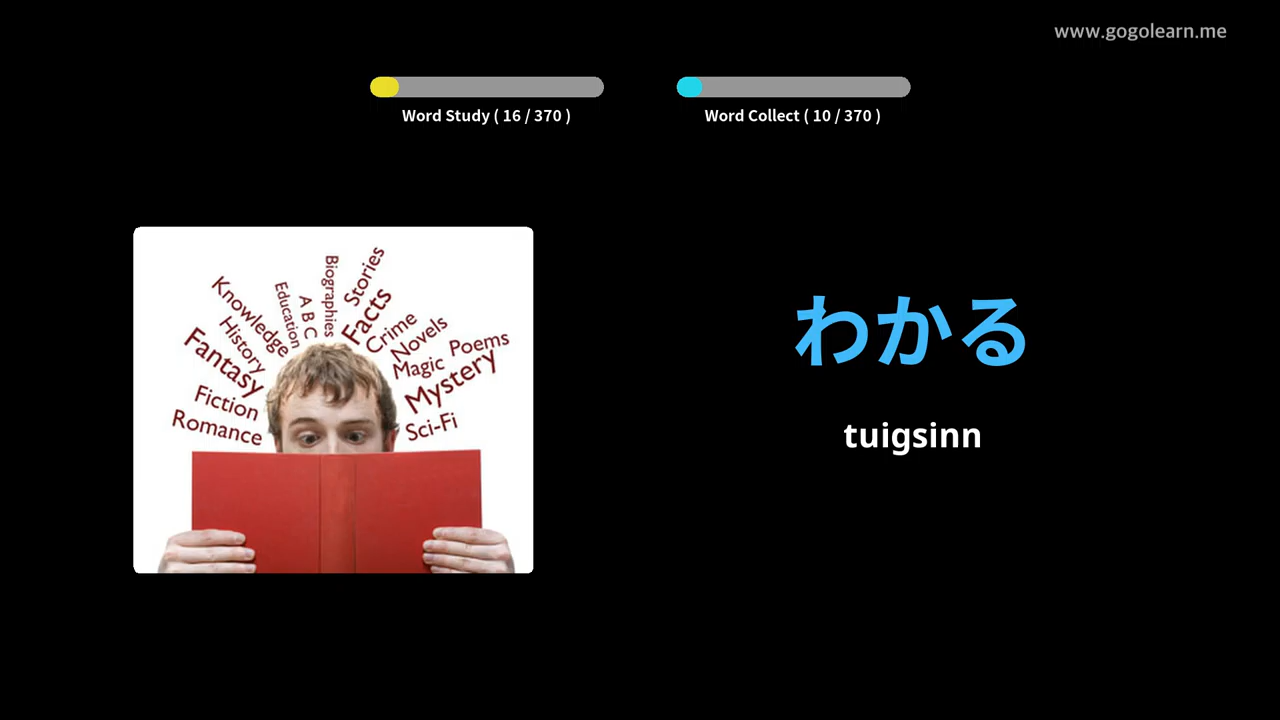 www.gogolearn.me
Word Study ( 16 / 370 )
Word Collect ( 10 / 370 )
Biographies
Stories
Education
A B C
Facts
Knowledge
History
Crime
Novels
Poems
Fantasy
Magic
Mystery
Fiction
Romance
Sci-Fi
わかる
tuigsinn